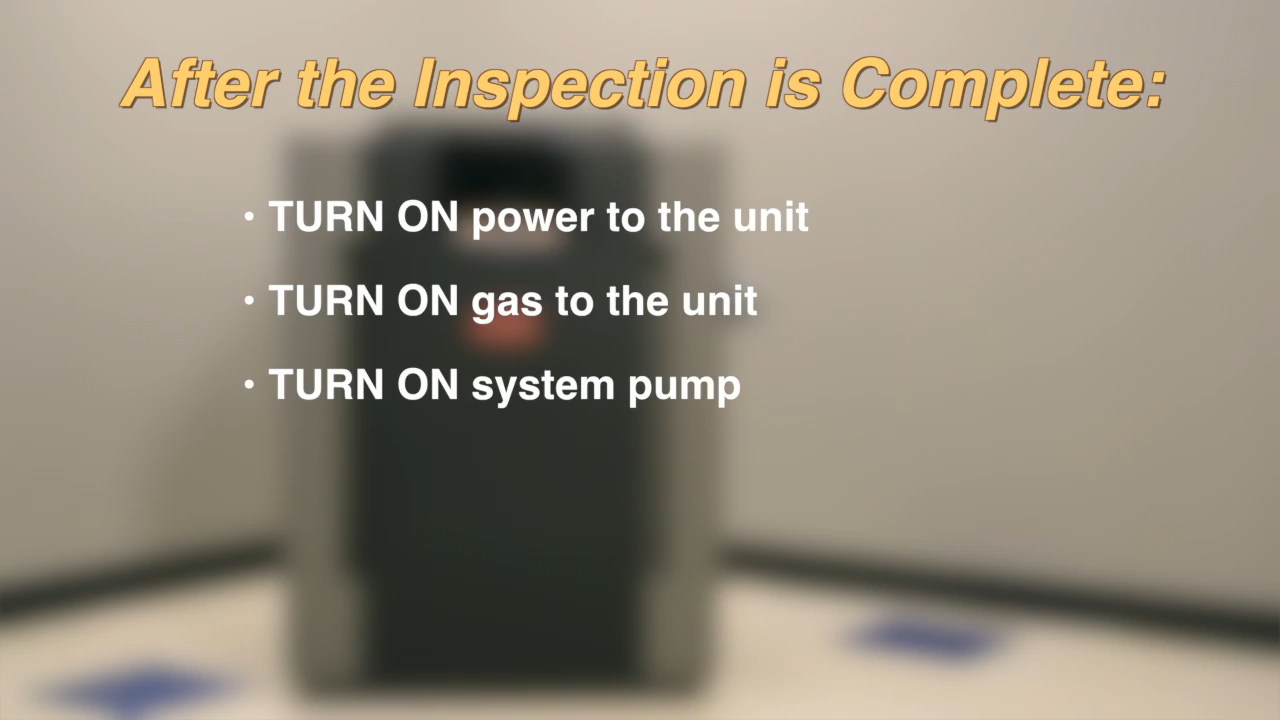 After the Inspection is Complete:
• TURN ON power to the unit
• TURN ON gas to the unit
• TURN ON system pump